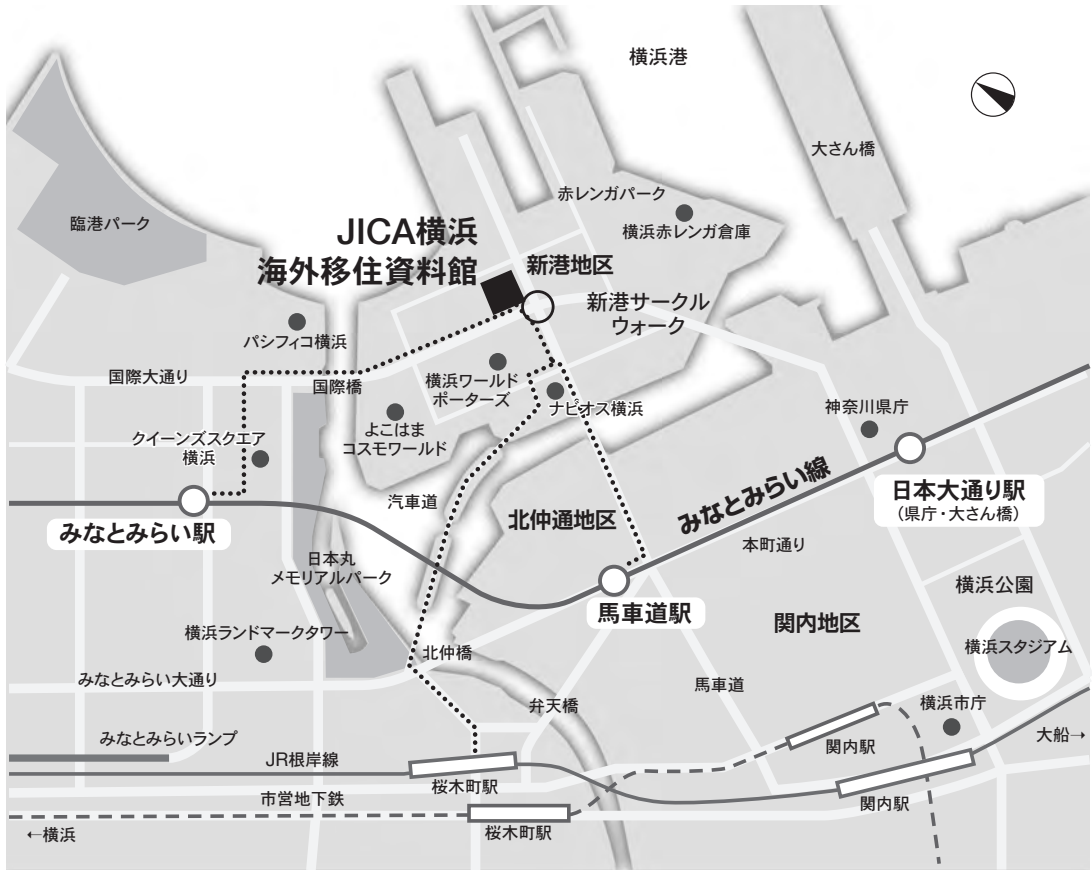 横浜港
大さん橋
臨港パーク
赤レンガパーク
横浜赤レンガ倉庫
JICA横浜
海外移住資料館
新港地区
新港サークル
ウォーク
パシフィコ横浜
国際大通り
国際橋
横浜ワールド
ポーターズ
ナビオス横浜
よこはま
コスモワールド
神奈川県庁
クイーンズスクエア
横浜
みなとみらい駅
汽車道
北仲通地区
みなとみらい線
日本大通り駅
（県庁・大さん橋）
本町通り
日本丸
メモリアルパーク
馬車道駅
関内地区
横浜公園
横浜スタジアム
横浜ランドマークタワー
北仲橋
みなとみらい大通り
弁天橋
馬車道
横浜市庁
みなとみらいランプ
JR根岸線
関内駅
大船→
桜木町駅
市営地下鉄
関内駅
桜木町駅
←横浜